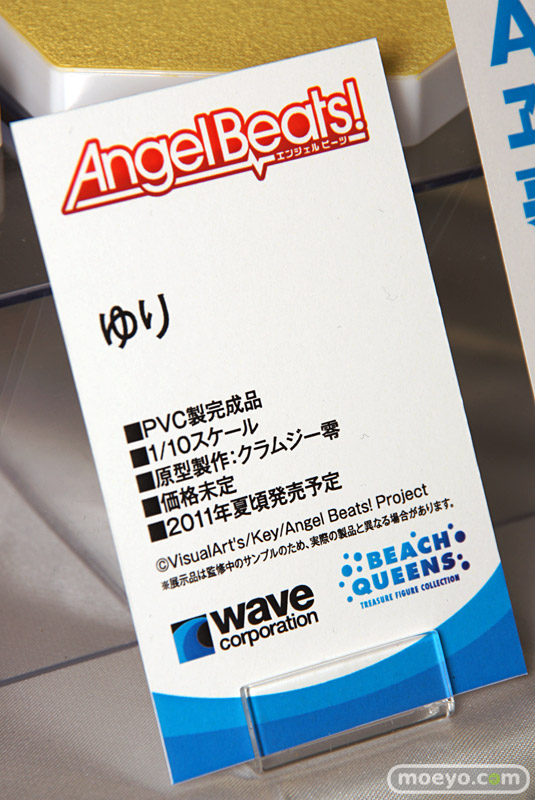 Angel Beats!
エンジェル ビーツ
ゆり
■PVC製完成品
■1/10スケール
■原型製作:クラムジー零
■価格未定
■2011年夏頃発売予定
©VisualArt's/Key/Angel Beats! Project
※展示品は監修中のサンプルのため、実際の製品と異なる場合があります。
BEACH
QUEENS
TREASURE FIGURE COLLECTION
wave
corporation
A
moeyo.com